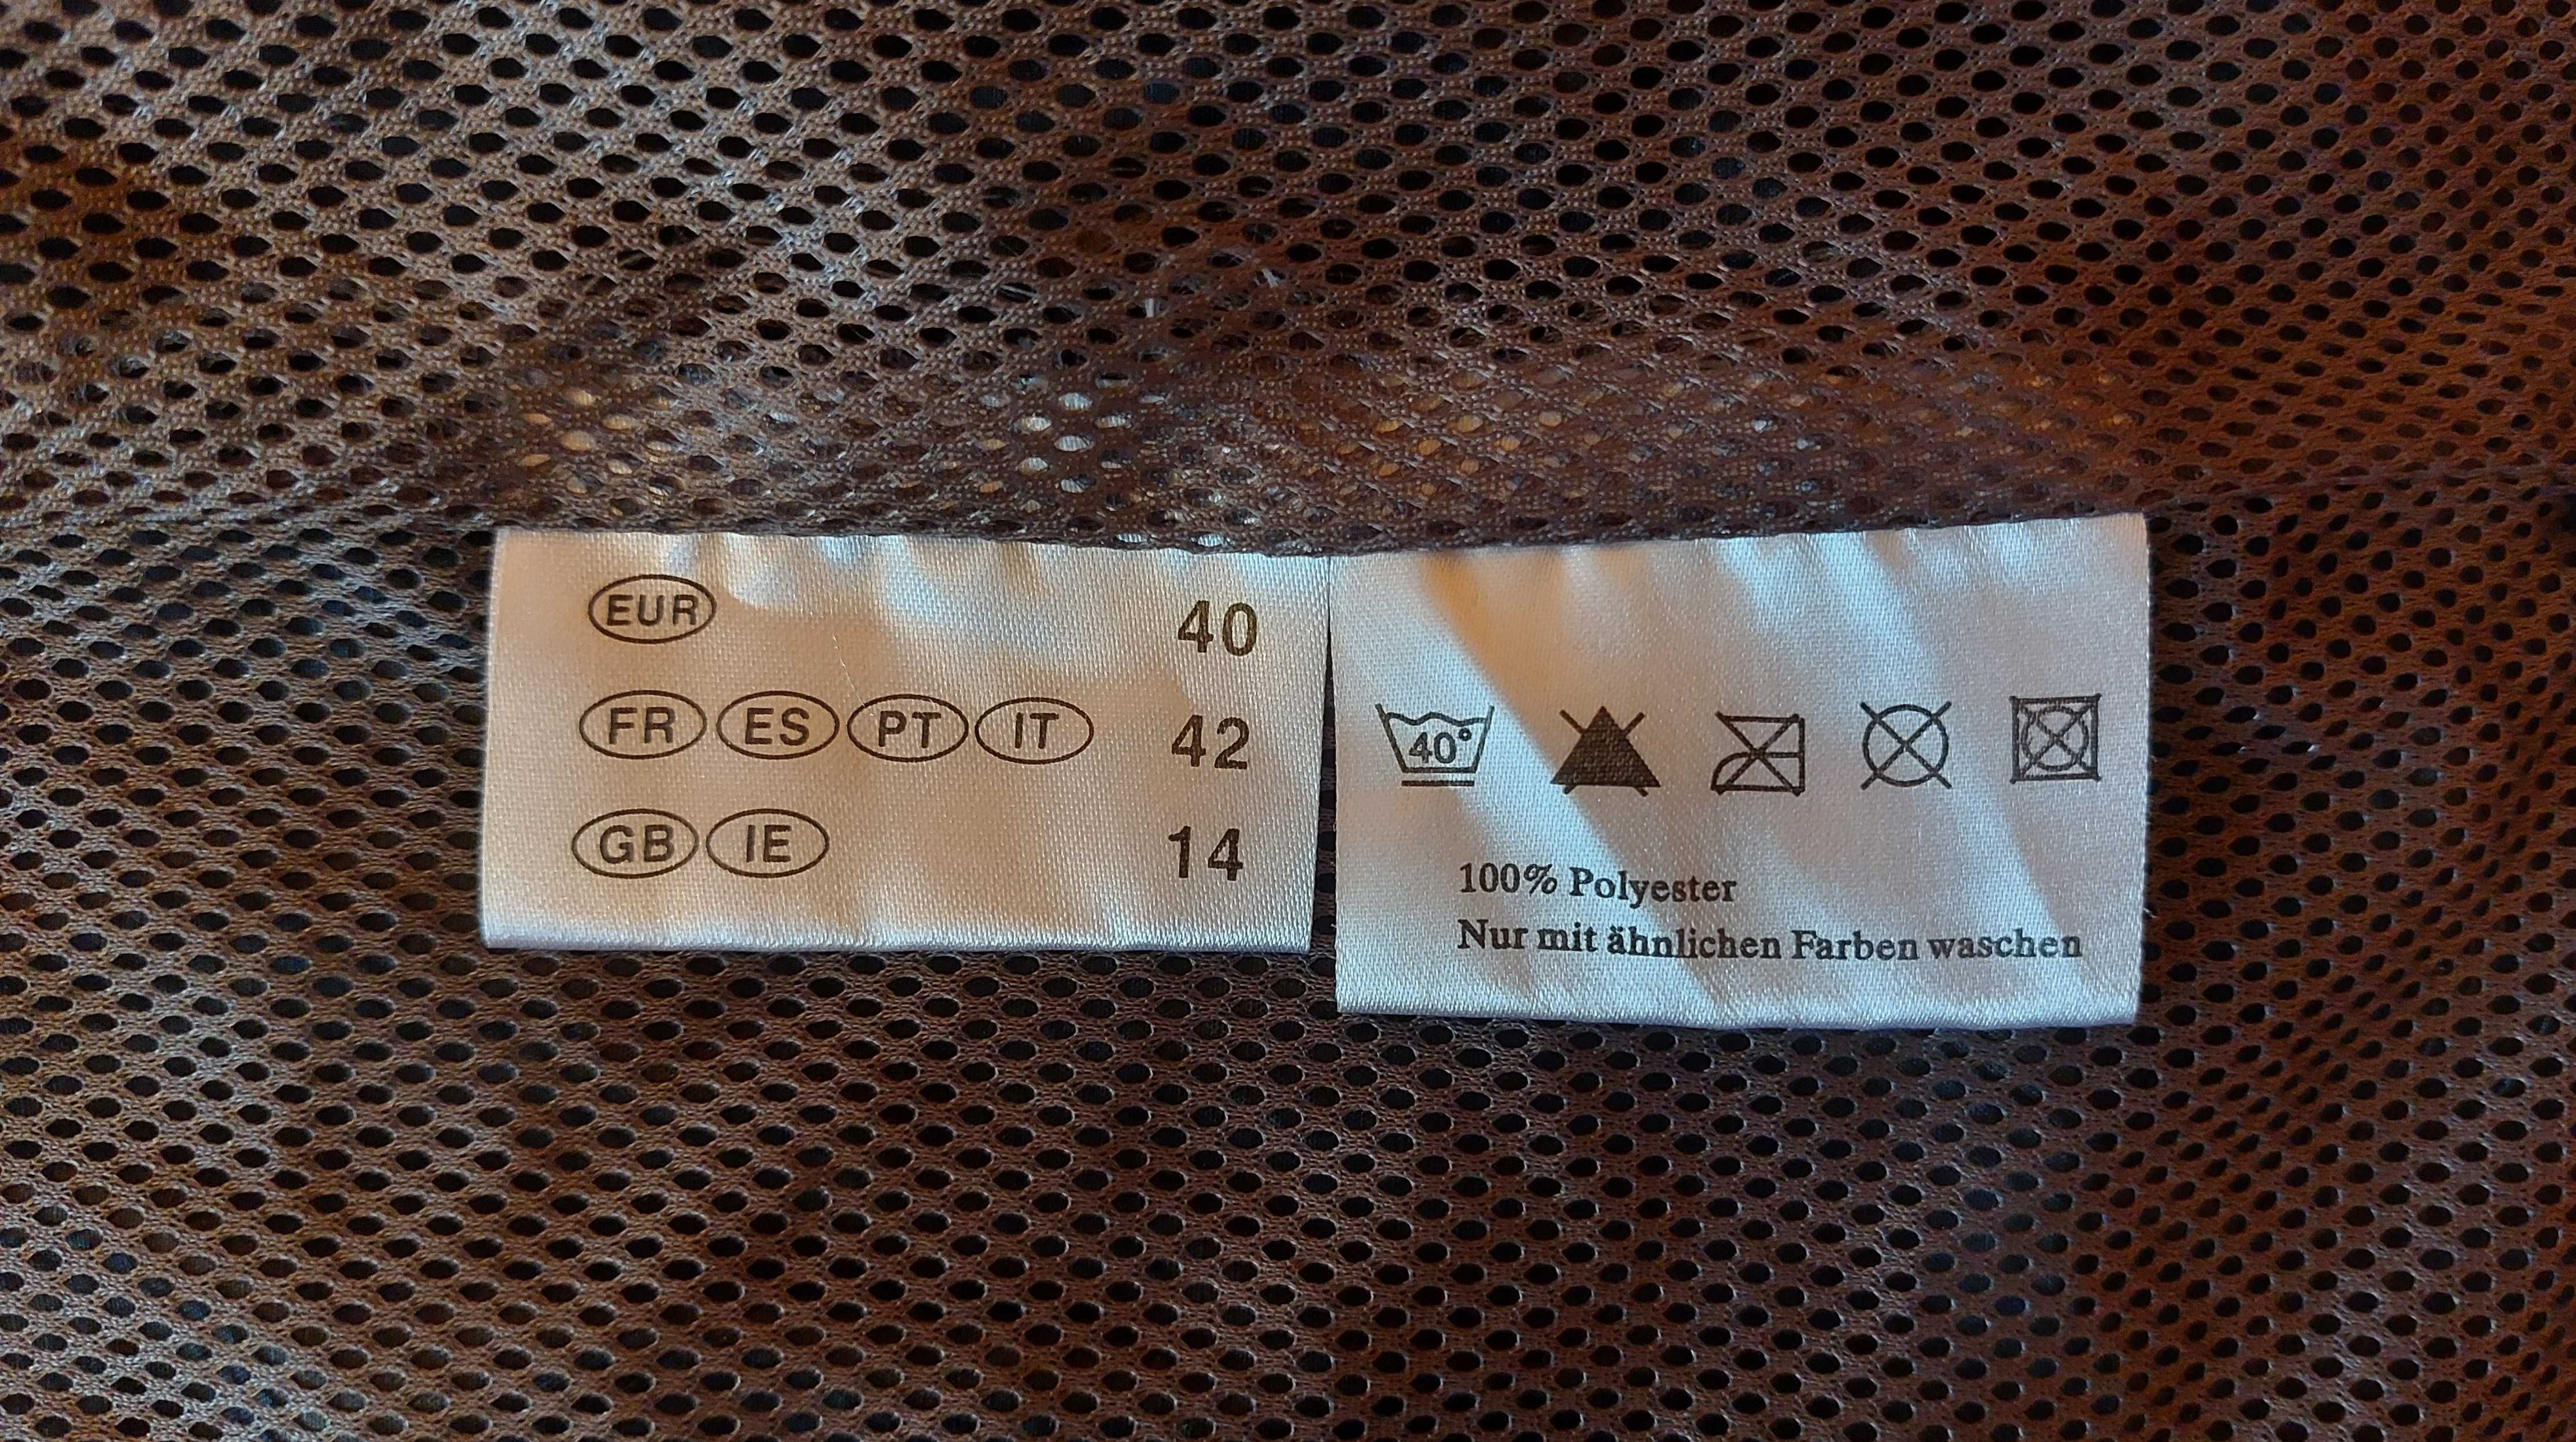 EUR 40
FR ES PT IT 42
GB IE 14
40°
100% Polyester
Nur mit ähnlichen Farben waschen